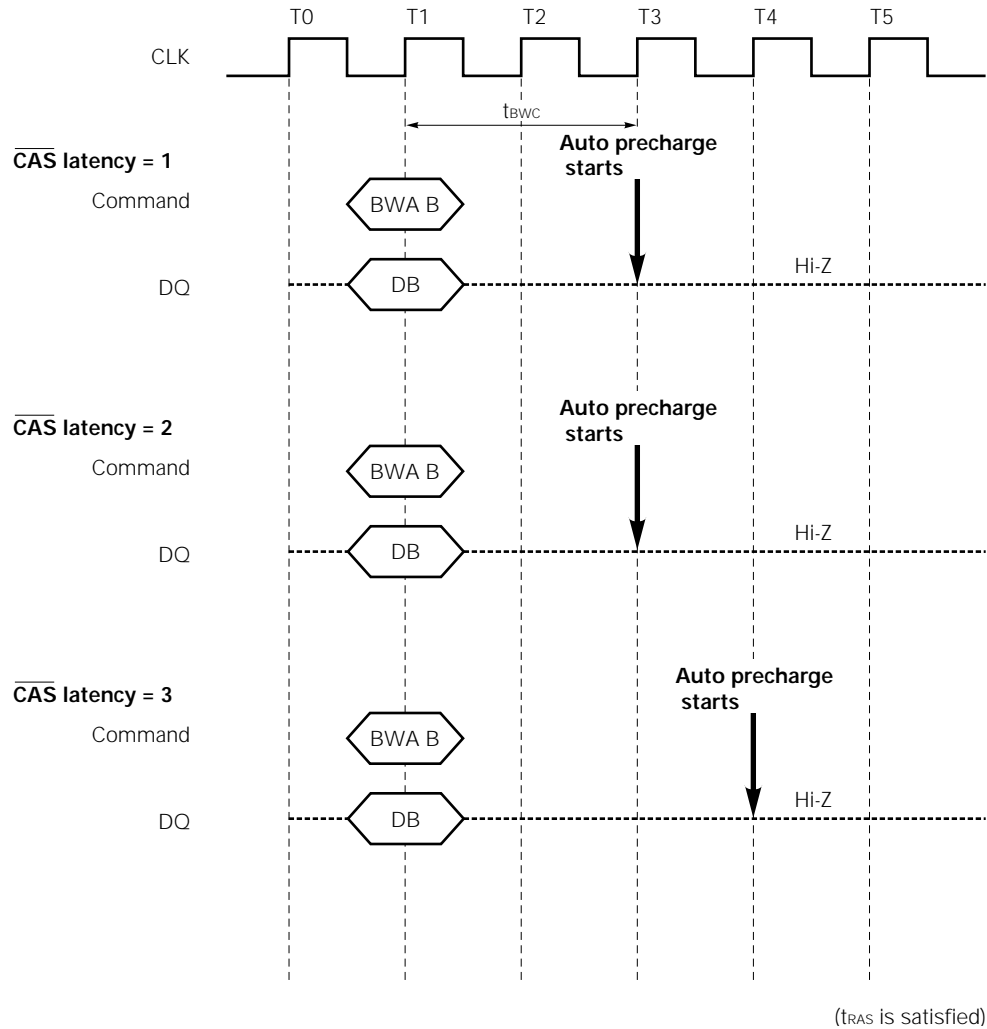 T0 T1 T2 T3 T4 T5
CLK
tBWC
Auto precharge
starts
CAS latency = 1
Command
BWA B
DQ
DB
Hi-Z
Auto precharge
starts
CAS latency = 2
Command
BWA B
DQ
DB
Hi-Z
Auto precharge
starts
CAS latency = 3
Command
BWA B
DQ
DB
Hi-Z
(tRAS is satisfied)